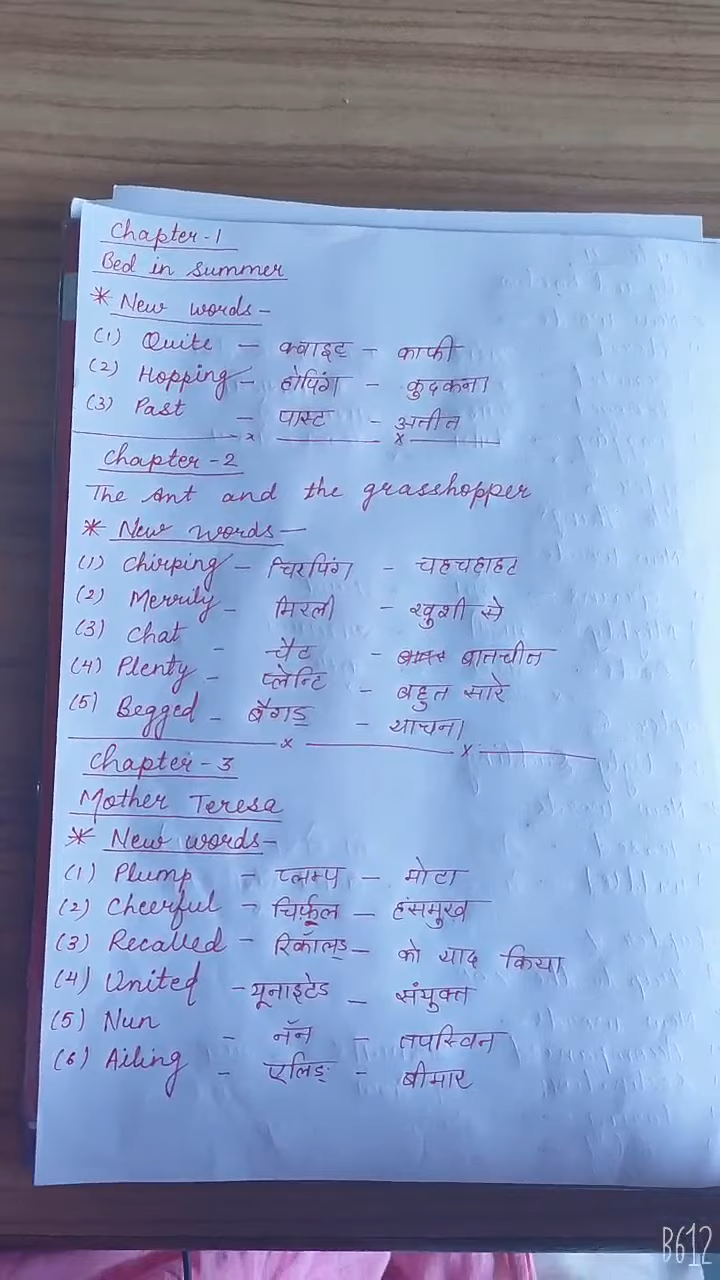 Chapter-1
Bed in Summer
* New words-
(1) Quite - क्वाइट - काफी
(2) Hopping - होपिंग - कुदकना
(3) Past - पास्ट - अतीत
x x
Chapter-2
The Ant and the grasshopper
* New words-
(1) Chirping - चिरपिंग - चहचहाहट
(2) Merrily - मिरली - खुशी से
(3) Chat - चैट - बातचीत
(4) Plenty - प्लेन्टि - बहुत सारे
(5) Begged - बैगड् - याचना
x x
Chapter-3
Mother Teresa
* New words-
(1) Plump - प्लम्प - मोटा
(2) Cheerful - चिर्फूल - हंसमुख
(3) Recalled - रिकॉल्ड - को याद किया
(4) United - यूनाइटेड - संयुक्त
(5) Nun - नॅन - तपस्विन
(6) Ailing - एलिङ् - बीमार
B612